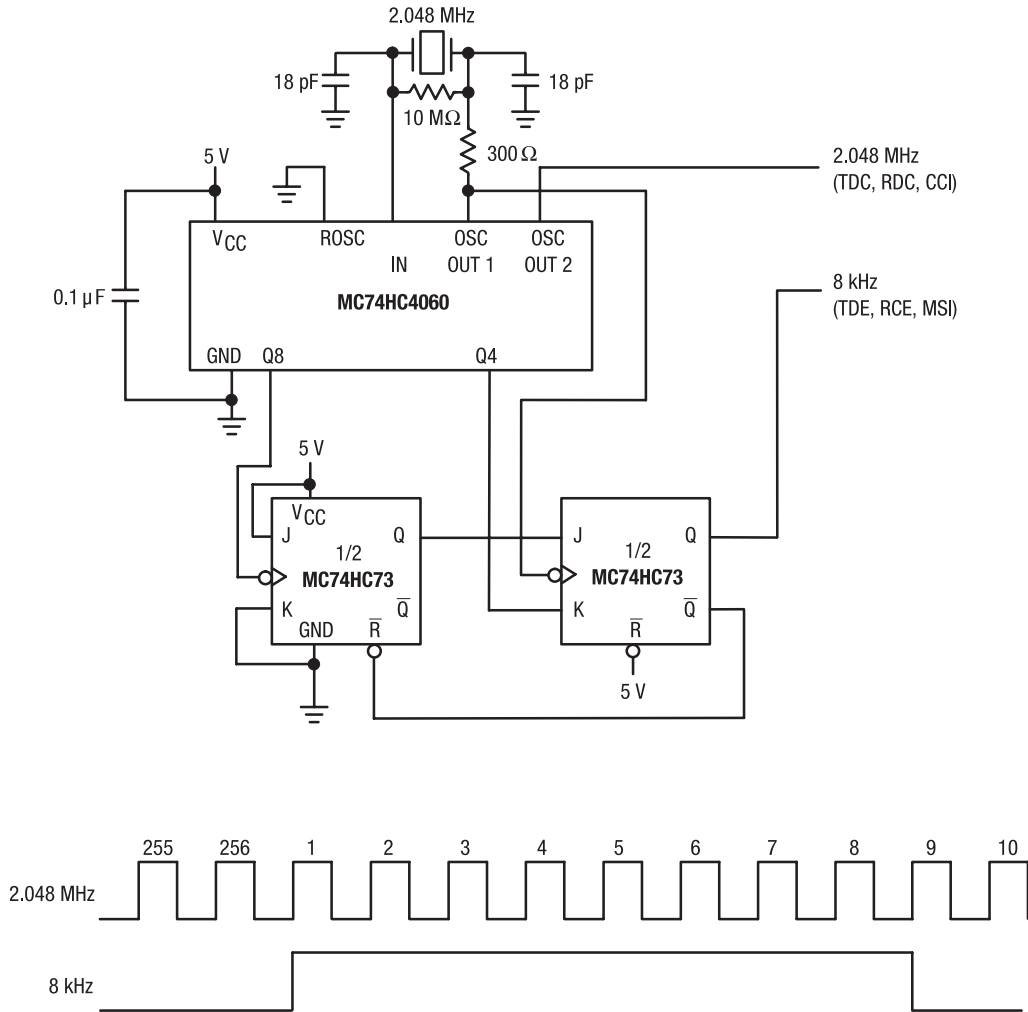 2.048 MHz
18 pF
18 pF
10 MΩ
300 Ω
5 V
2.048 MHz
(TDC, RDC, CCI)
VCC
ROSC
IN
OSC
OUT 1
OSC
OUT 2
0.1 µF
MC74HC4060
8 kHz
(TDE, RCE, MSI)
GND
Q8
Q4
5 V
VCC
J
Q
1/2
MC74HC73
K
Q̅
GND
R̅
J
Q
1/2
MC74HC73
K
Q̅
R̅
5 V
255 256 1 2 3 4 5 6 7 8 9 10
2.048 MHz
8 kHz